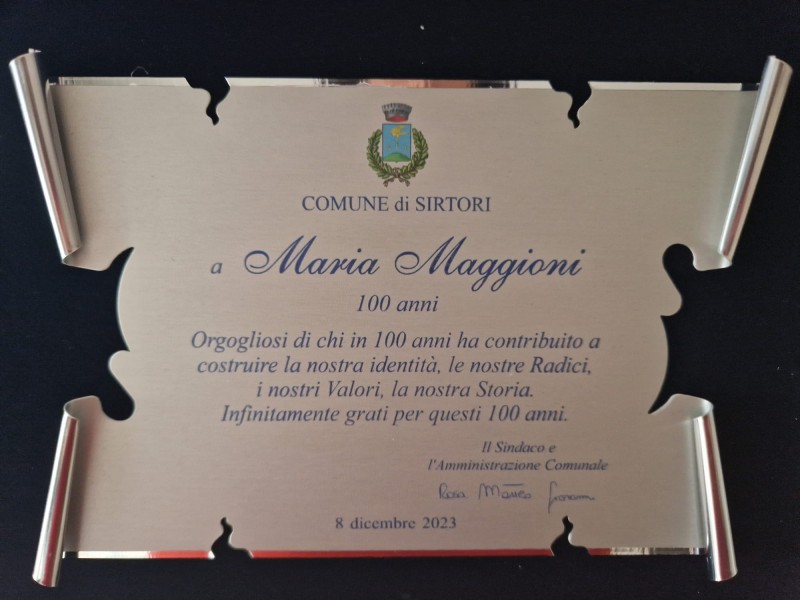 COMUNE di SIRTORI
a Maria Maggioni
100 anni
Orgogliosi di chi in 100 anni ha contribuito a
costruire la nostra identità, le nostre Radici,
i nostri Valori, la nostra Storia.
Infinitamente grati per questi 100 anni.
Il Sindaco e
l'Amministrazione Comunale
8 dicembre 2023